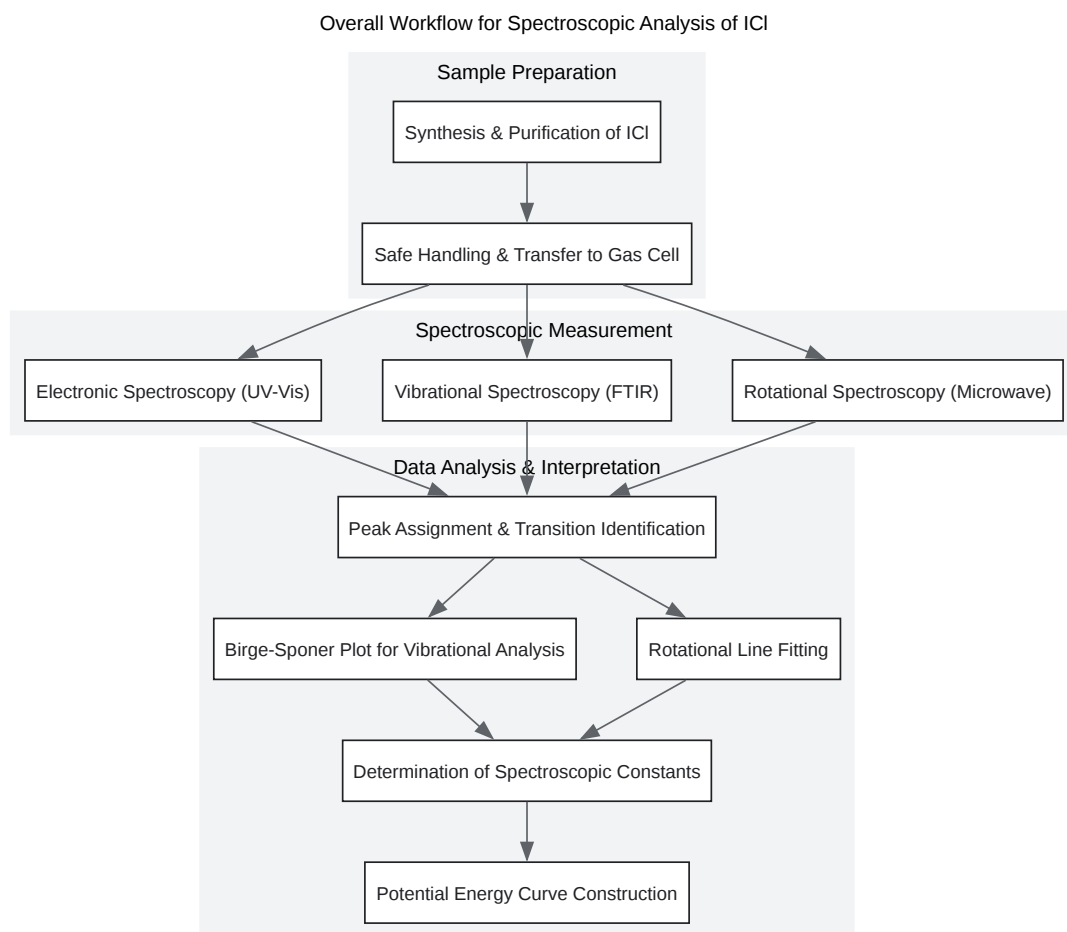 Overall Workflow for Spectroscopic Analysis of ICl
Sample Preparation
Synthesis & Purification of ICl
Safe Handling & Transfer to Gas Cell
Spectroscopic Measurement
Electronic Spectroscopy (UV-Vis)
Vibrational Spectroscopy (FTIR)
Rotational Spectroscopy (Microwave)
Data Analysis & Interpretation
Peak Assignment & Transition Identification
Birge-Sponer Plot for Vibrational Analysis
Rotational Line Fitting
Determination of Spectroscopic Constants
Potential Energy Curve Construction